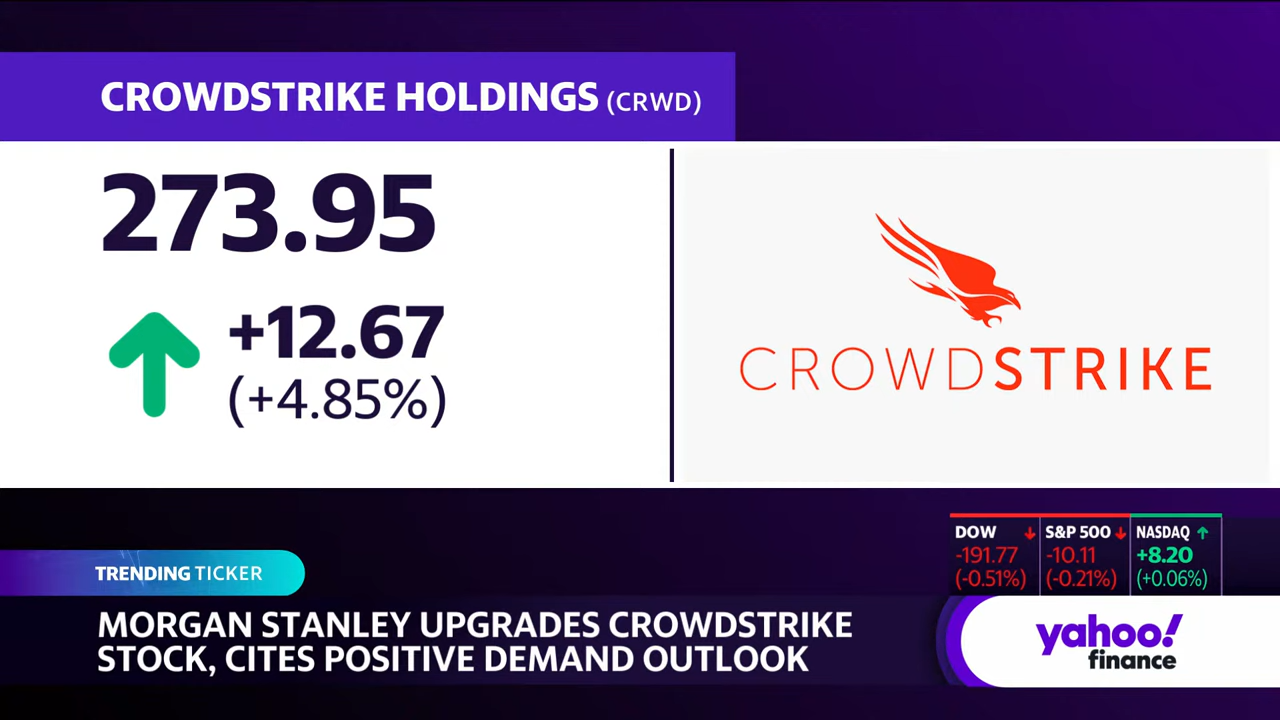 CROWDSTRIKE HOLDINGS (CRWD)
273.95
+12.67
(+4.85%)
CROWDSTRIKE
DOW S&P 500 NASDAQ
-191.77 -10.11 +8.20
(-0.51%) (-0.21%) (+0.06%)
TRENDING TICKER
MORGAN STANLEY UPGRADES CROWDSTRIKE
STOCK, CITES POSITIVE DEMAND OUTLOOK
yahoo!
finance